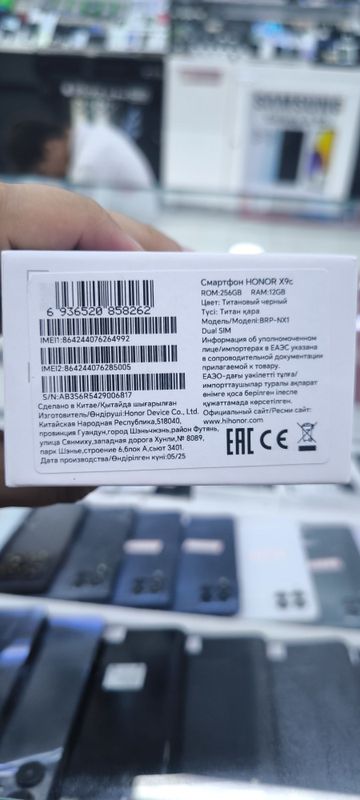 SAMSUNG
6 936520 858262
IMEI1:864244076264992
IMEI2:864244076285005
S/N:AB3S6R5429006817
Сделано в Китае/Қытайда шығарылған
Изготовитель/Өндіруші:Honor Device Co., Ltd.
Китайская Народная Республика,518040,
провинция Гуандун,город Шэньчжэнь,район Футянь,
улица Сянмиху,западная дорога Хунли,№ 8089,
парк Шэнье,строение 6,блок А,сьют 3401.
Дата производства/Өндірілген күні:05/25
Смартфон HONOR X9c
ROM:256GB RAM:12GB
Цвет: Титановый черный
Түсі: Титан қара
Модель/Моделі:BRP-NX1
Dual SIM
Информация об уполномоченном
лице/импортерах в ЕАЭС указана
в сопроводительной документации
прилагаемой к товару.
ЕАЭО-дағы уәкілетті тұлға/
импорттаушылар туралы ақпарат
өнімге қоса берілген ілеспе
құжаттамада көрсетілген.
Официальный сайт/Ресми сайт:
www.hihonor.com
EAC CE